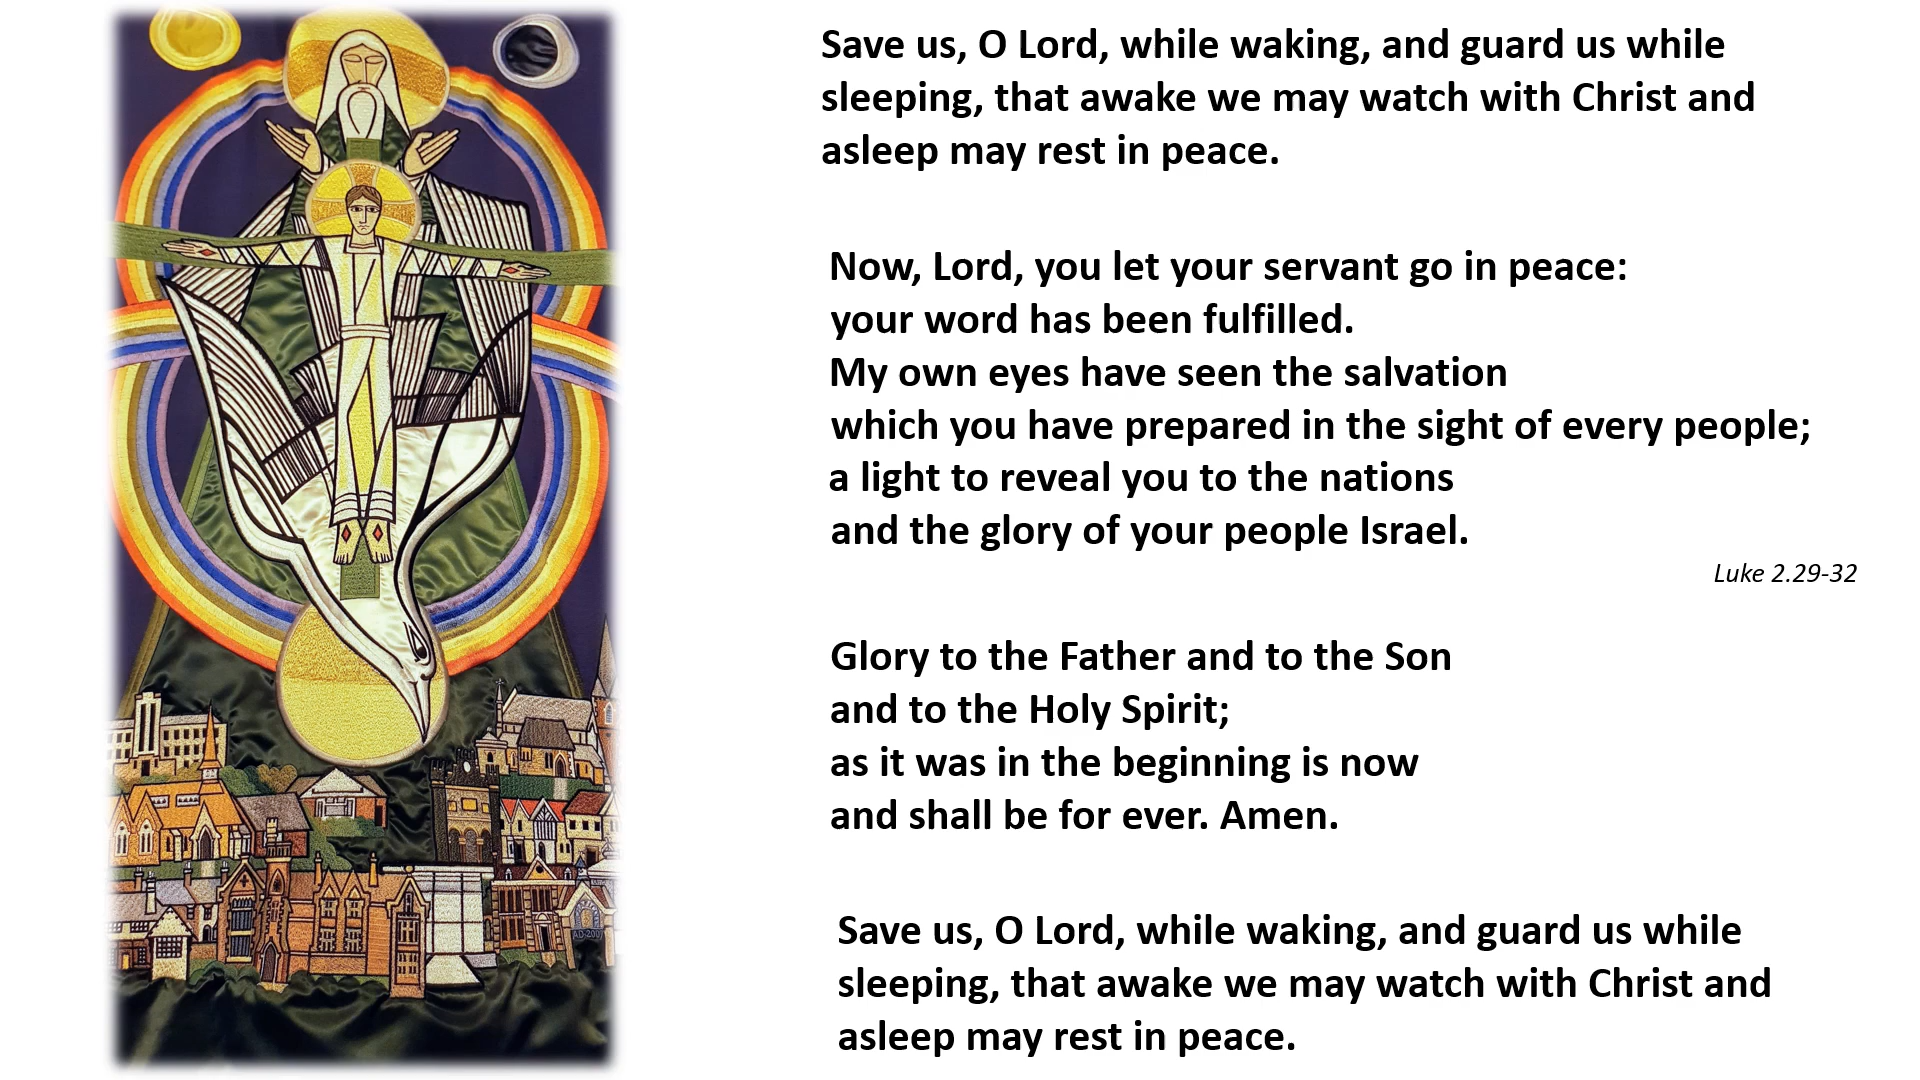 Save us, O Lord, while waking, and guard us while
sleeping, that awake we may watch with Christ and
asleep may rest in peace.
Now, Lord, you let your servant go in peace:
your word has been fulfilled.
My own eyes have seen the salvation
which you have prepared in the sight of every people;
a light to reveal you to the nations
and the glory of your people Israel.
Luke 2.29-32
Glory to the Father and to the Son
and to the Holy Spirit;
as it was in the beginning is now
and shall be for ever. Amen.
Save us, O Lord, while waking, and guard us while
sleeping, that awake we may watch with Christ and
asleep may rest in peace.